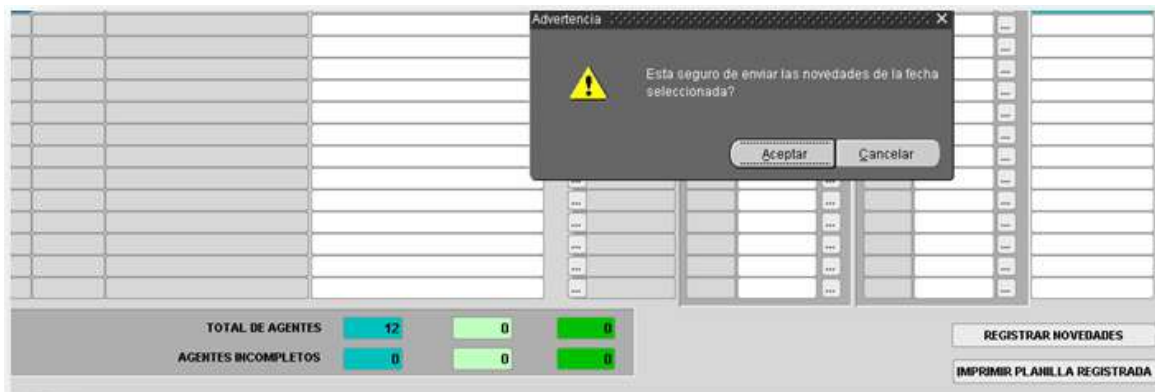 Advertencia
Esta seguro de enviar las novedades de la fecha
seleccionada?
Aceptar
Cancelar
TOTAL DE AGENTES 12 0 0
AGENTES INCOMPLETOS 0 0 0
REGISTRAR NOVEDADES
IMPRIMIR PLANILLA REGISTRADA